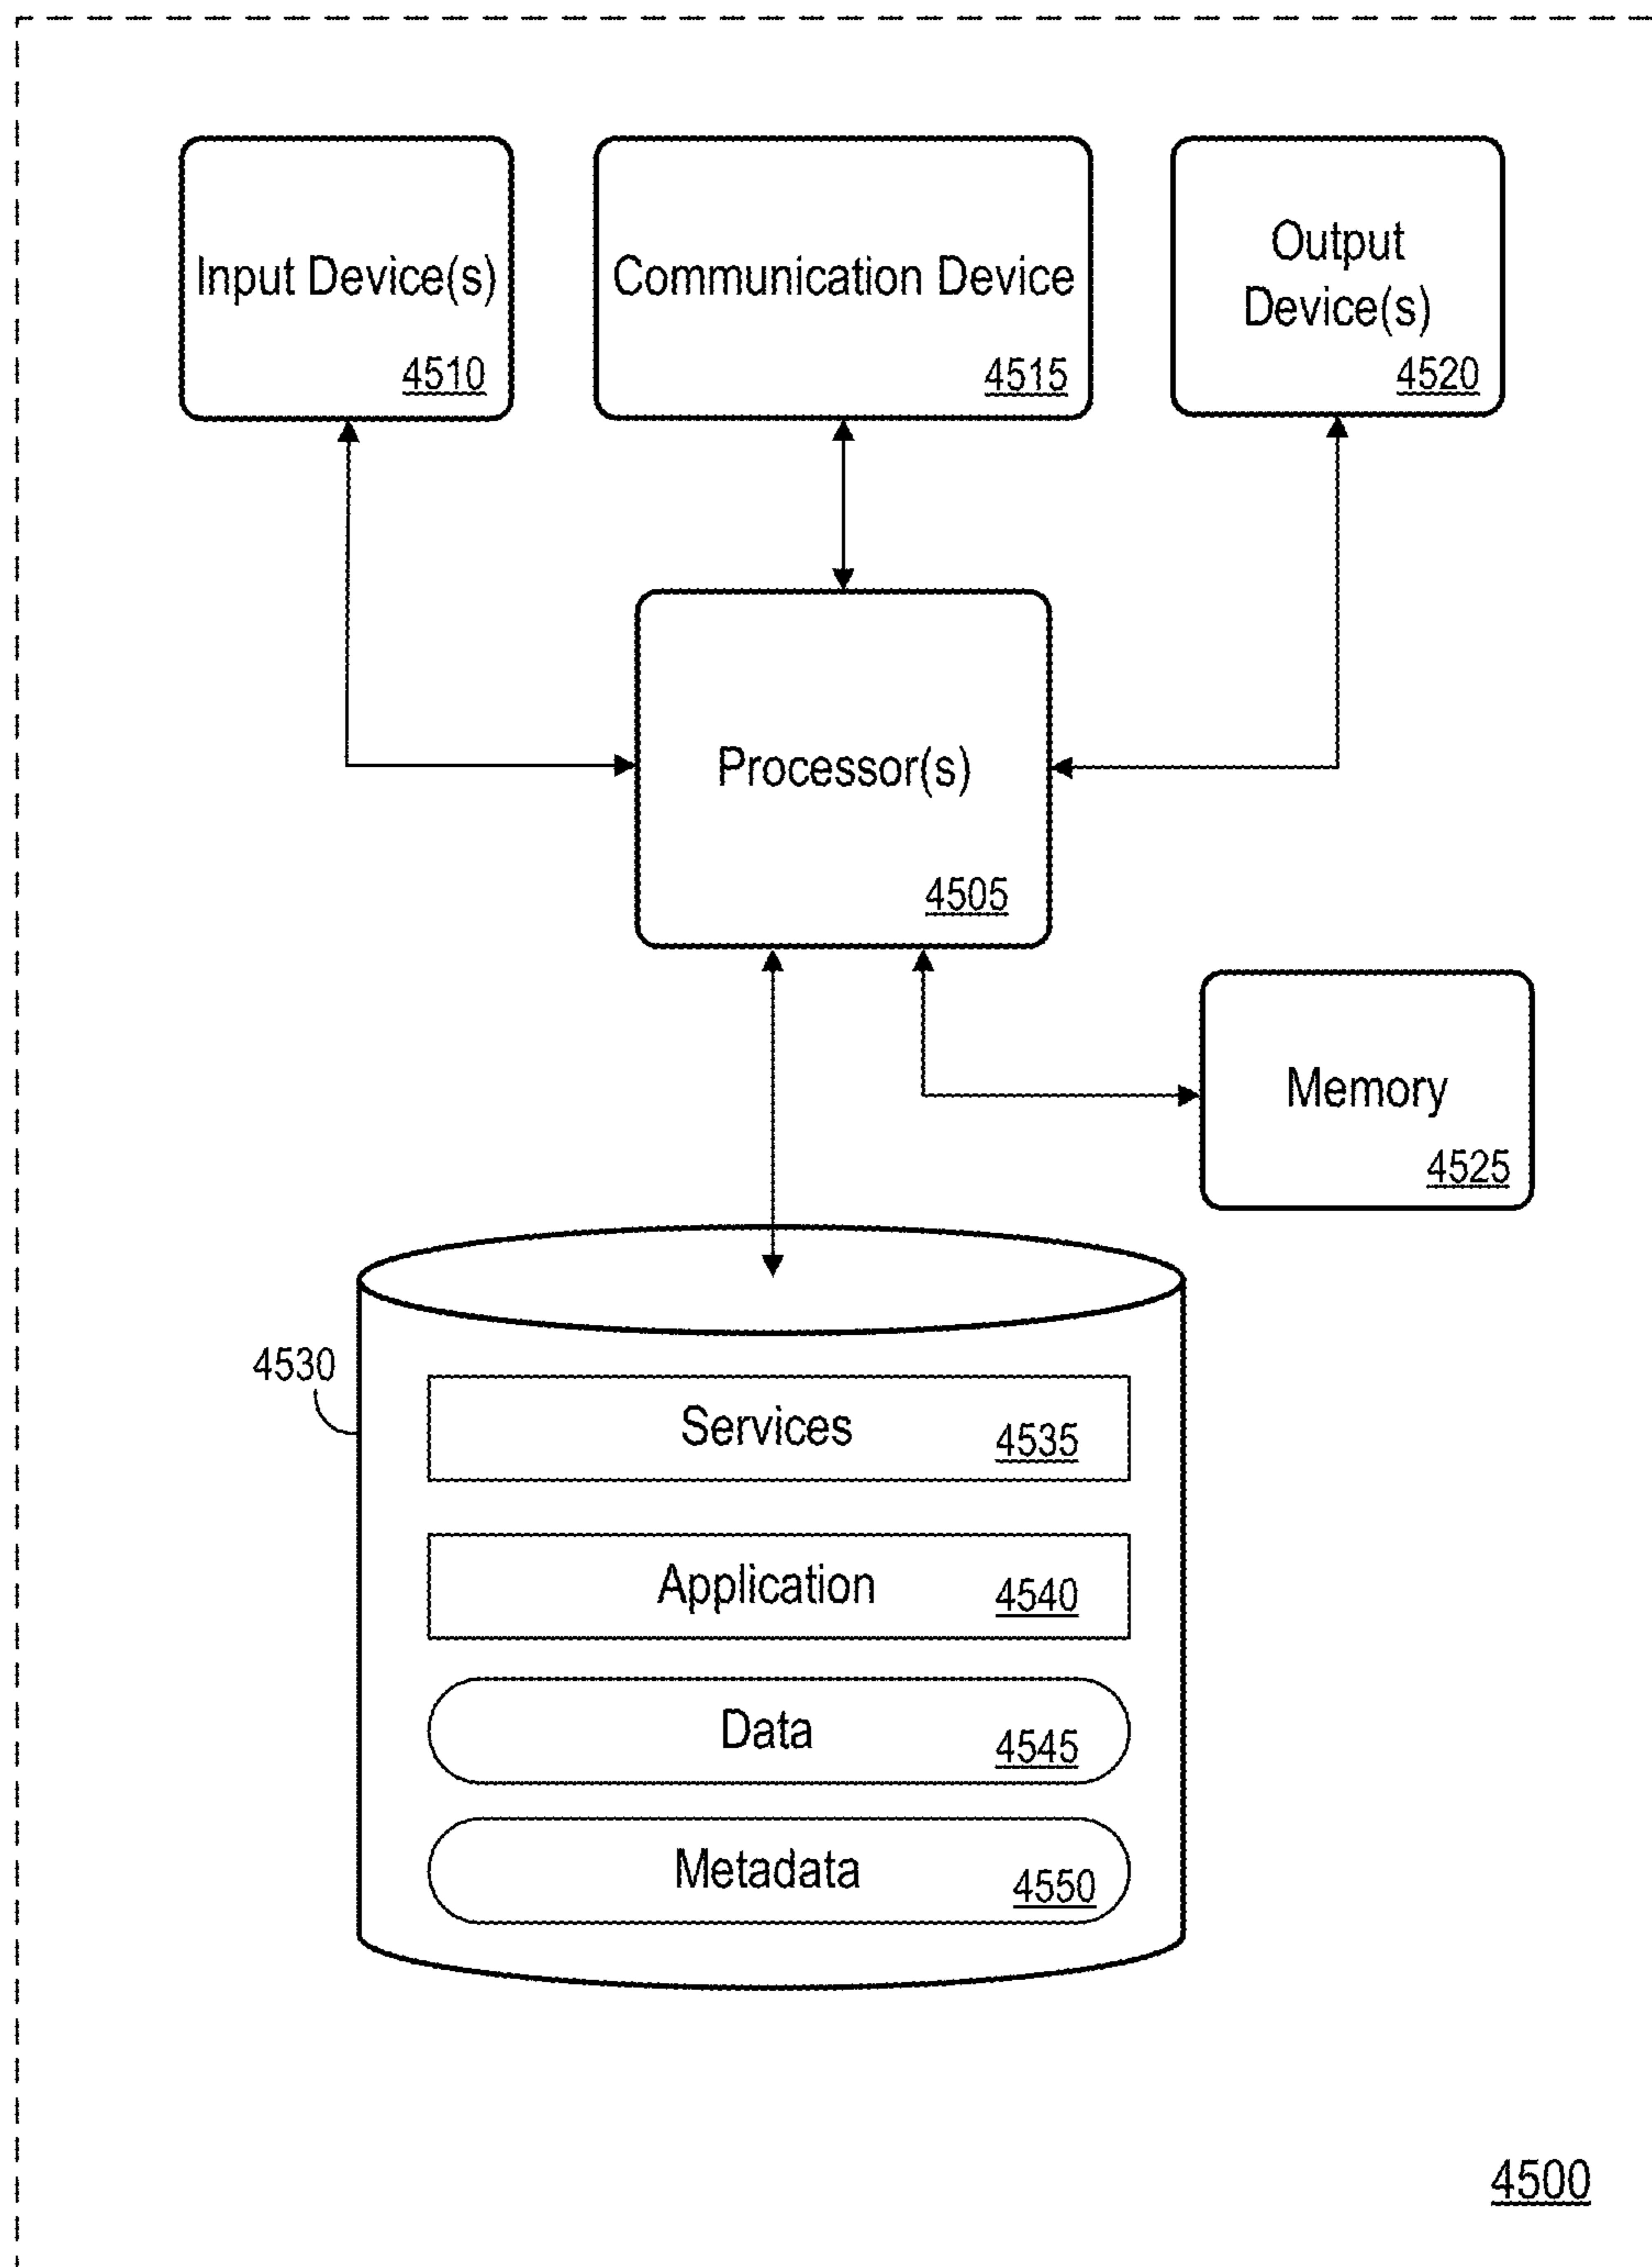 Input Device(s)
4510
Communication Device
4515
Output
Device(s)
4520
Processor(s)
4505
Memory
4525
4530
Services
4535
Application
4540
Data
4545
Metadata
4550
4500